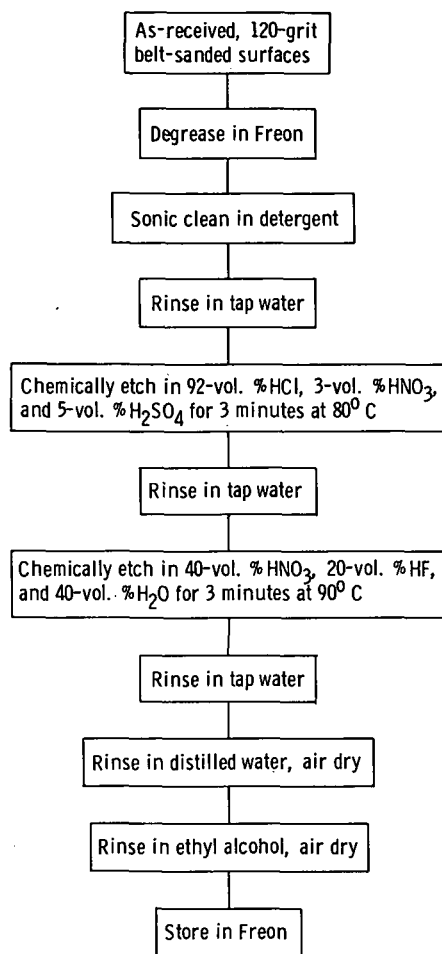 As-received, 120-grit
belt-sanded surfaces
Degrease in Freon
Sonic clean in detergent
Rinse in tap water
Chemically etch in 92-vol. %HCl, 3-vol. %HNO₃,
and 5-vol. %H₂SO₄ for 3 minutes at 80⁰ C
Rinse in tap water
Chemically etch in 40-vol. %HNO₃, 20-vol. %HF,
and 40-vol. %H₂O for 3 minutes at 90⁰ C
Rinse in tap water
Rinse in distilled water, air dry
Rinse in ethyl alcohol, air dry
Store in Freon